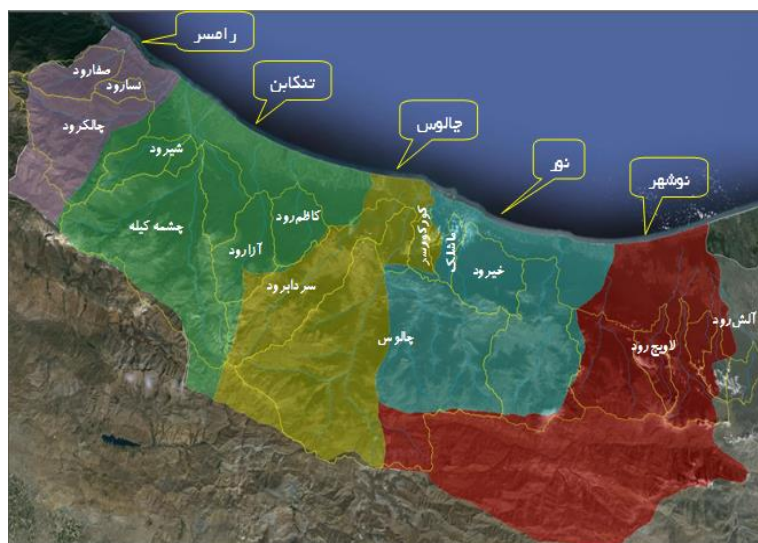 رامسر
تنکابن
چالوس
نور
نوشهر
صفارود
نسارود
چالکرود
شیرود
چشمه کیله
آزارود
کاظم‌رود
سردابرود
کورکورسر
ماشلک
خیرود
چالوس
لاویج رود
آلش‌رود